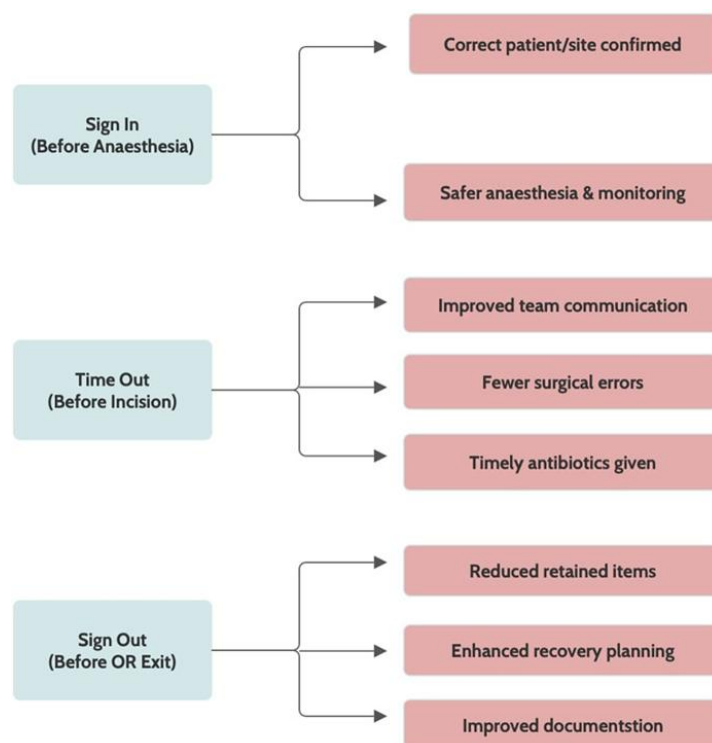 Sign In
(Before Anaesthesia)
Correct patient/site confirmed
Safer anaesthesia & monitoring
Time Out
(Before Incision)
Improved team communication
Fewer surgical errors
Timely antibiotics given
Sign Out
(Before OR Exit)
Reduced retained items
Enhanced recovery planning
Improved documentstion